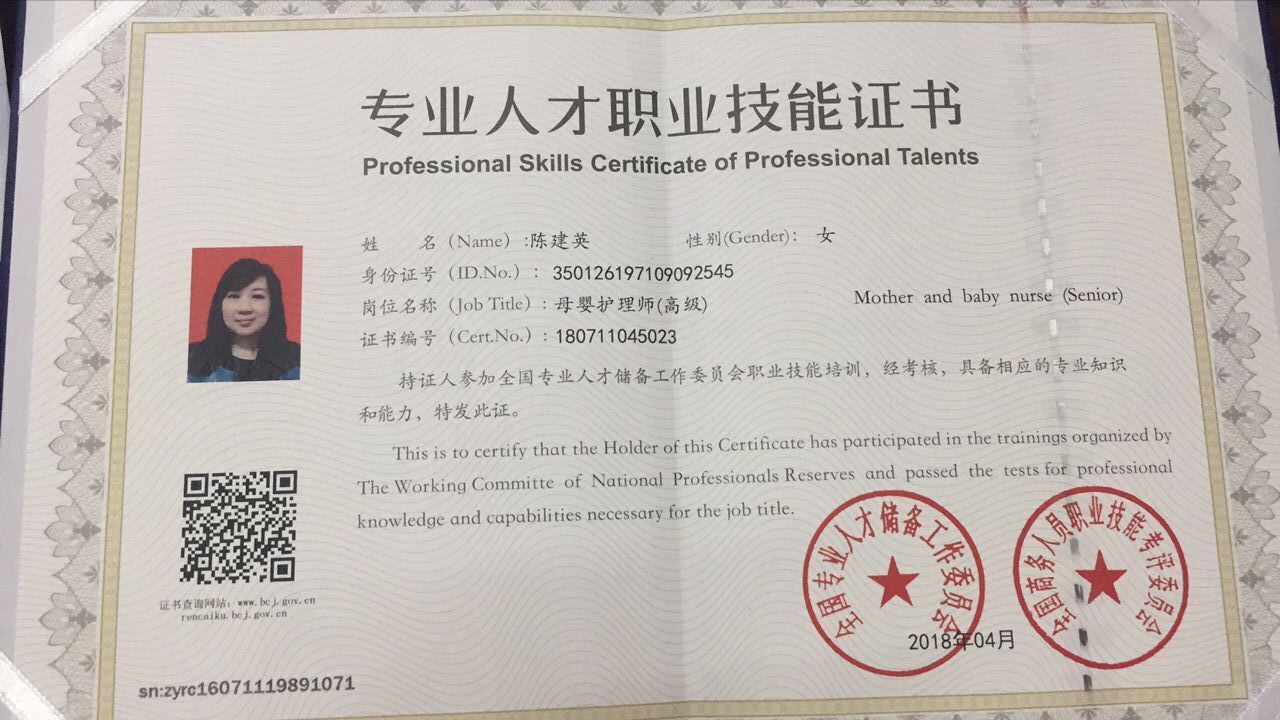 专业人才职业技能证书
Professional Skills Certificate of Professional Talents
姓 名（Name）:陈建英 性别(Gender)： 女
身份证号（ID.No.）：350126197109092545
岗位名称（Job Title）：母婴护理师(高级) Mother and baby nurse (Senior)
证书编号（Cert.No.）：180711045023
持证人参加全国专业人才储备工作委员会职业技能培训，经考核，具备相应的专业知识
和能力，特发此证。
This is to certify that the Holder of this Certificate has participated in the trainings organized by
The Working Committe of National Professionals Reserves and passed the tests for professional
knowledge and capabilities necessary for the job title.
全国专业人才储备工作委员会
全国商务人员职业技能考评委员会
2018年04月
证书查询网站：www.bcj.gov.cn
rencaiku.bcj.gov.cn
sn:zyrc16071119891071